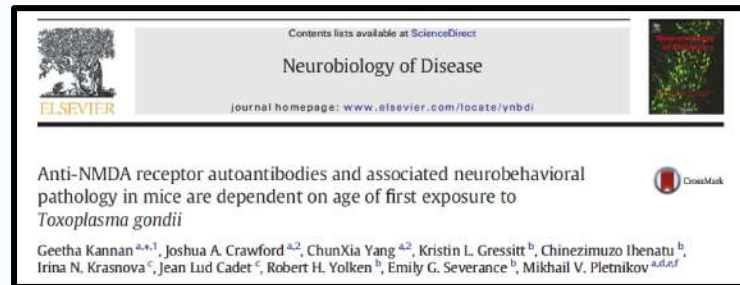 Contents lists available at ScienceDirect
Neurobiology of Disease
ELSEVIER
journal homepage: www.elsevier.com/locate/ynbdi
Anti-NMDA receptor autoantibodies and associated neurobehavioral
pathology in mice are dependent on age of first exposure to
Toxoplasma gondii
CrossMark
Geetha Kannan a,*,1, Joshua A. Crawford a,2, ChunXia Yang a,2, Kristin L. Gressitt b, Chinezimuzo Ihenatu b,
Irina N. Krasnova c, Jean Lud Cadet c, Robert H. Yolken b, Emily G. Severance b, Mikhail V. Pletnikov a,d,e,f